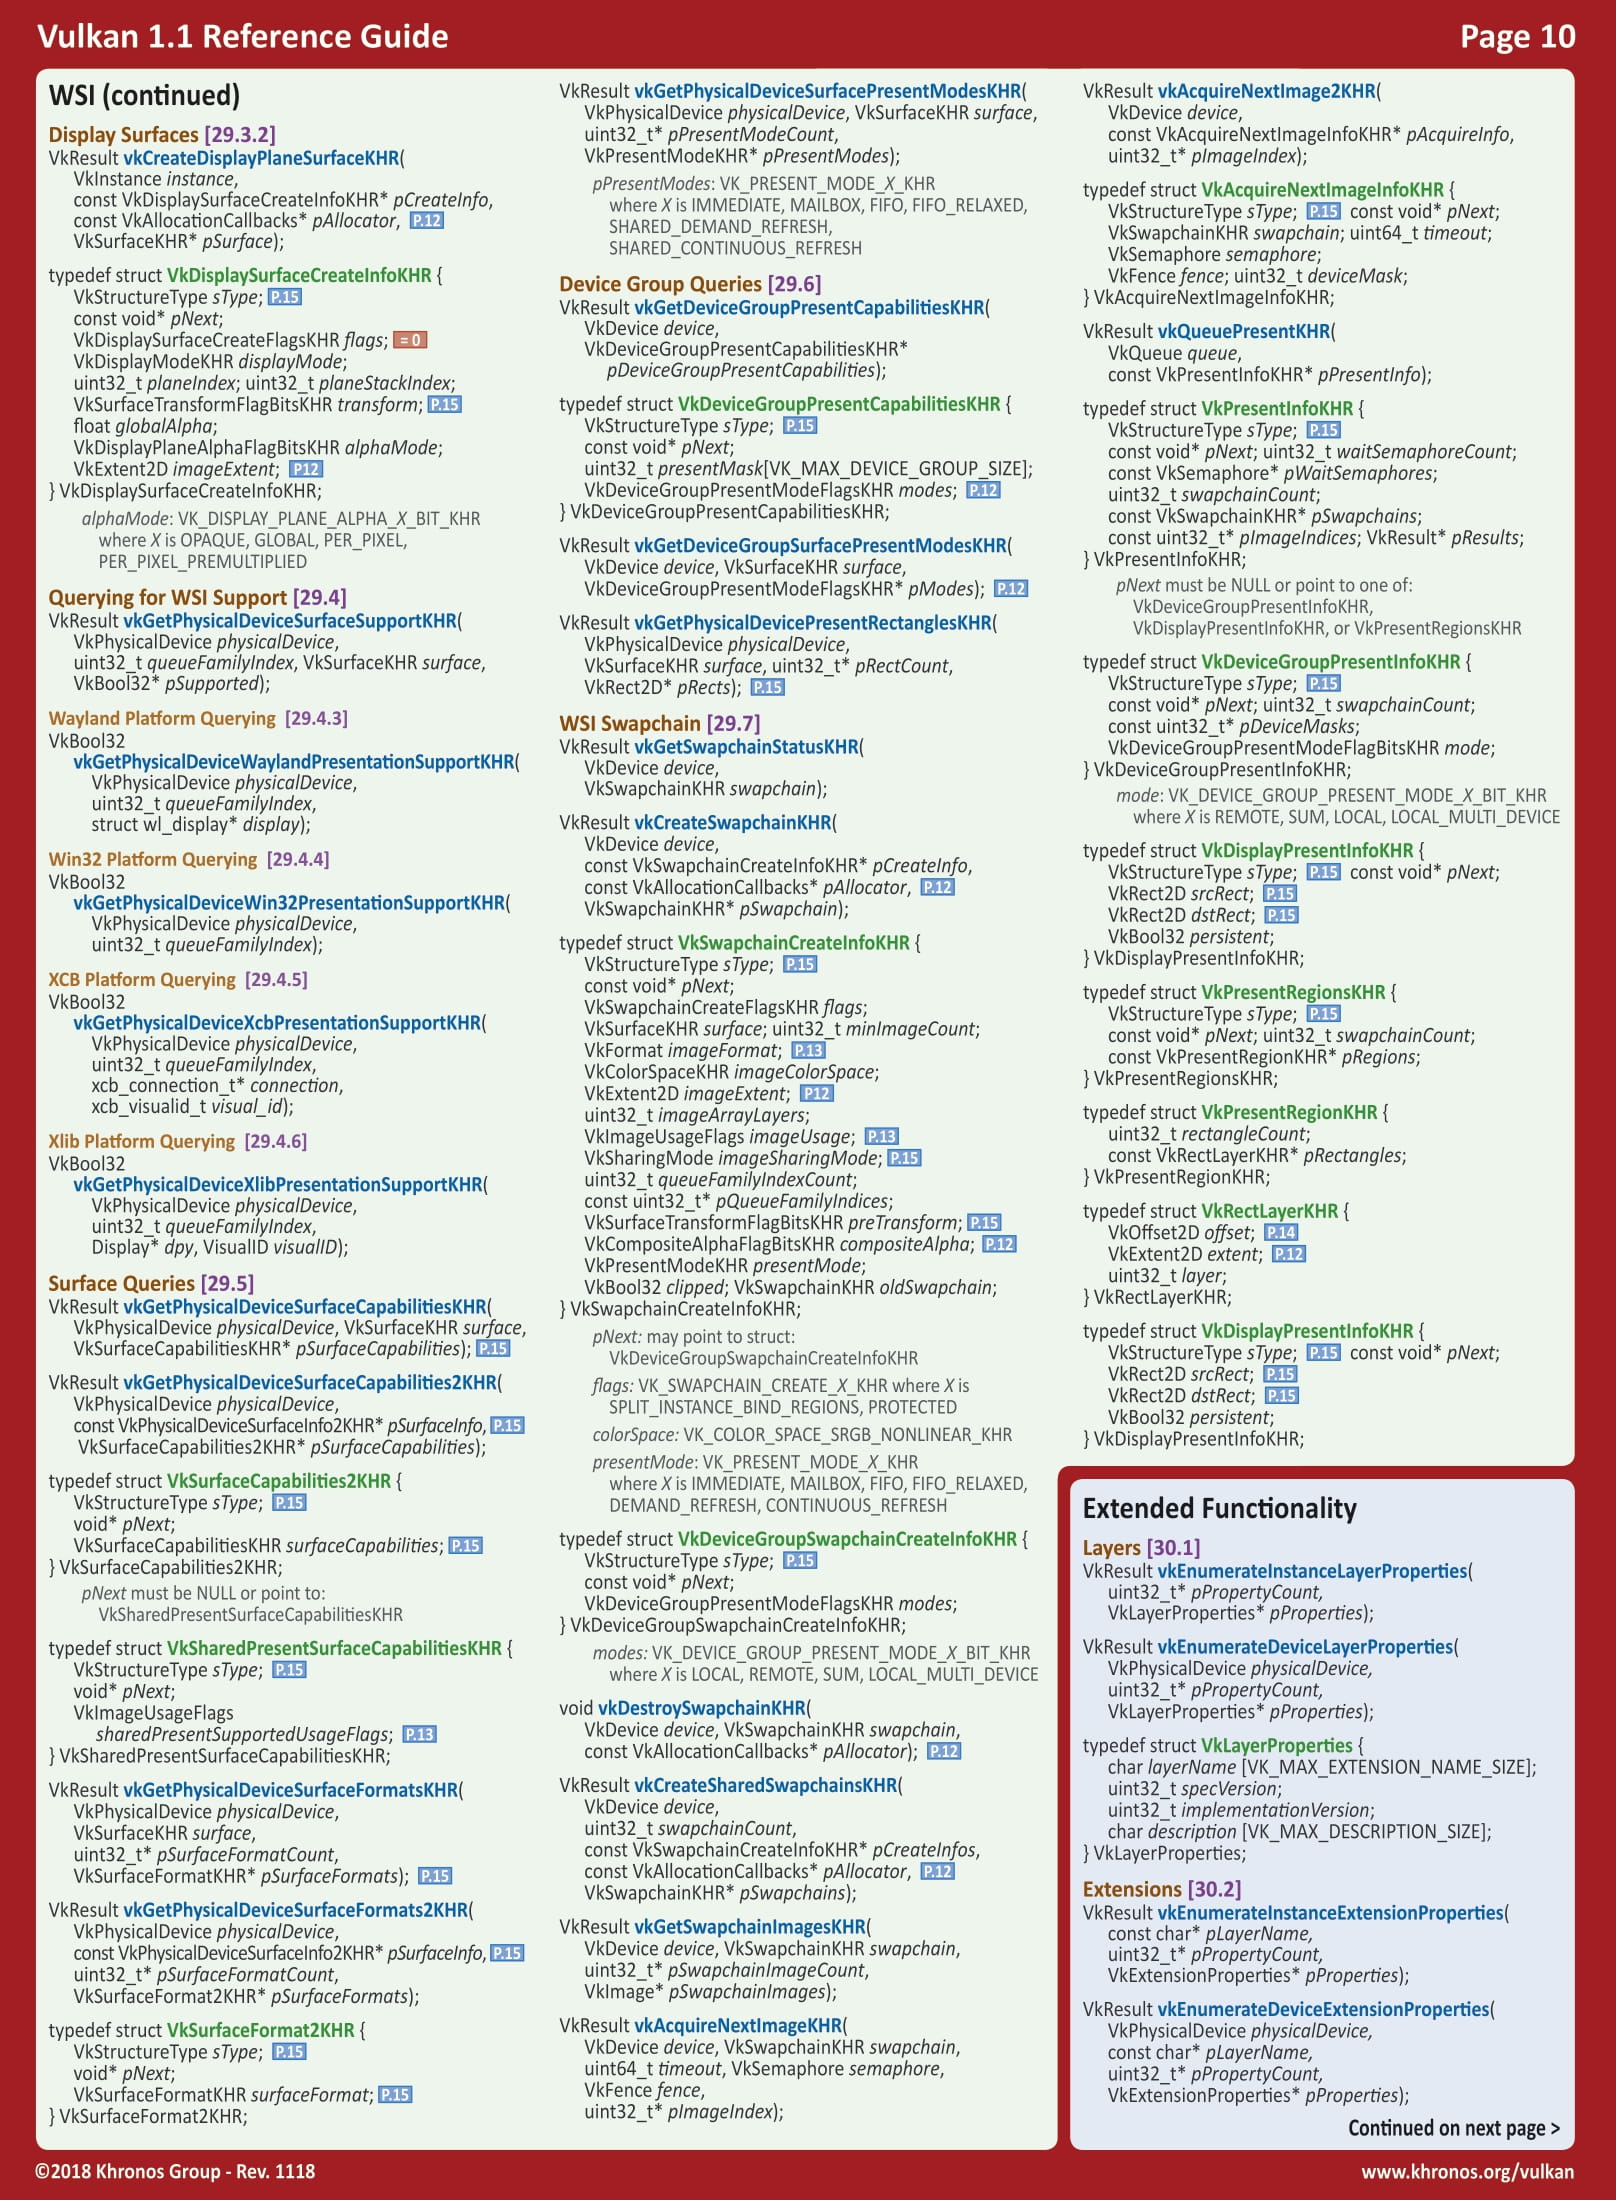 Vulkan 1.1 Reference Guide
Page 10
WSI (continued)
Display Surfaces [29.3.2]
VkResult vkCreateDisplayPlaneSurfaceKHR(
VkInstance instance,
const VkDisplaySurfaceCreateInfoKHR* pCreateInfo,
const VkAllocationCallbacks* pAllocator, P.12
VkSurfaceKHR* pSurface);
typedef struct VkDisplaySurfaceCreateInfoKHR {
VkStructureType sType; P.15
const void* pNext;
VkDisplaySurfaceCreateFlagsKHR flags; = 0
VkDisplayModeKHR displayMode;
uint32_t planeIndex; uint32_t planeStackIndex;
VkSurfaceTransformFlagBitsKHR transform; P.15
float globalAlpha;
VkDisplayPlaneAlphaFlagBitsKHR alphaMode;
VkExtent2D imageExtent; P12
} VkDisplaySurfaceCreateInfoKHR;
alphaMode: VK_DISPLAY_PLANE_ALPHA_X_BIT_KHR
where X is OPAQUE, GLOBAL, PER_PIXEL,
PER_PIXEL_PREMULTIPLIED
Querying for WSI Support [29.4]
VkResult vkGetPhysicalDeviceSurfaceSupportKHR(
VkPhysicalDevice physicalDevice,
uint32_t queueFamilyIndex, VkSurfaceKHR surface,
VkBool32* pSupported);
Wayland Platform Querying [29.4.3]
VkBool32
vkGetPhysicalDeviceWaylandPresentationSupportKHR(
VkPhysicalDevice physicalDevice,
uint32_t queueFamilyIndex,
struct wl_display* display);
Win32 Platform Querying [29.4.4]
VkBool32
vkGetPhysicalDeviceWin32PresentationSupportKHR(
VkPhysicalDevice physicalDevice,
uint32_t queueFamilyIndex);
XCB Platform Querying [29.4.5]
VkBool32
vkGetPhysicalDeviceXcbPresentationSupportKHR(
VkPhysicalDevice physicalDevice,
uint32_t queueFamilyIndex,
xcb_connection_t* connection,
xcb_visualid_t visual_id);
Xlib Platform Querying [29.4.6]
VkBool32
vkGetPhysicalDeviceXlibPresentationSupportKHR(
VkPhysicalDevice physicalDevice,
uint32_t queueFamilyIndex,
Display* dpy, VisualID visualID);
Surface Queries [29.5]
VkResult vkGetPhysicalDeviceSurfaceCapabilitiesKHR(
VkPhysicalDevice physicalDevice, VkSurfaceKHR surface,
VkSurfaceCapabilitiesKHR* pSurfaceCapabilities); P.15
VkResult vkGetPhysicalDeviceSurfaceCapabilities2KHR(
VkPhysicalDevice physicalDevice,
const VkPhysicalDeviceSurfaceInfo2KHR* pSurfaceInfo, P.15
VkSurfaceCapabilities2KHR* pSurfaceCapabilities);
typedef struct VkSurfaceCapabilities2KHR {
VkStructureType sType; P.15
void* pNext;
VkSurfaceCapabilitiesKHR surfaceCapabilities; P.15
} VkSurfaceCapabilities2KHR;
pNext must be NULL or point to:
VkSharedPresentSurfaceCapabilitiesKHR
typedef struct VkSharedPresentSurfaceCapabilitiesKHR {
VkStructureType sType; P.15
void* pNext;
VkImageUsageFlags
sharedPresentSupportedUsageFlags; P.13
} VkSharedPresentSurfaceCapabilitiesKHR;
VkResult vkGetPhysicalDeviceSurfaceFormatsKHR(
VkPhysicalDevice physicalDevice,
VkSurfaceKHR surface,
uint32_t* pSurfaceFormatCount,
VkSurfaceFormatKHR* pSurfaceFormats); P.15
VkResult vkGetPhysicalDeviceSurfaceFormats2KHR(
VkPhysicalDevice physicalDevice,
const VkPhysicalDeviceSurfaceInfo2KHR* pSurfaceInfo, P.15
uint32_t* pSurfaceFormatCount,
VkSurfaceFormat2KHR* pSurfaceFormats);
typedef struct VkSurfaceFormat2KHR {
VkStructureType sType; P.15
void* pNext;
VkSurfaceFormatKHR surfaceFormat; P.15
} VkSurfaceFormat2KHR;
VkResult vkGetPhysicalDeviceSurfacePresentModesKHR(
VkPhysicalDevice physicalDevice, VkSurfaceKHR surface,
uint32_t* pPresentModeCount,
VkPresentModeKHR* pPresentModes);
pPresentModes: VK_PRESENT_MODE_X_KHR
where X is IMMEDIATE, MAILBOX, FIFO, FIFO_RELAXED,
SHARED_DEMAND_REFRESH,
SHARED_CONTINUOUS_REFRESH
Device Group Queries [29.6]
VkResult vkGetDeviceGroupPresentCapabilitiesKHR(
VkDevice device,
VkDeviceGroupPresentCapabilitiesKHR*
pDeviceGroupPresentCapabilities);
typedef struct VkDeviceGroupPresentCapabilitiesKHR {
VkStructureType sType; P.15
const void* pNext;
uint32_t presentMask[VK_MAX_DEVICE_GROUP_SIZE];
VkDeviceGroupPresentModeFlagsKHR modes; P.12
} VkDeviceGroupPresentCapabilitiesKHR;
VkResult vkGetDeviceGroupSurfacePresentModesKHR(
VkDevice device, VkSurfaceKHR surface,
VkDeviceGroupPresentModeFlagsKHR* pModes); P.12
VkResult vkGetPhysicalDevicePresentRectanglesKHR(
VkPhysicalDevice physicalDevice,
VkSurfaceKHR surface, uint32_t* pRectCount,
VkRect2D* pRects); P.15
WSI Swapchain [29.7]
VkResult vkGetSwapchainStatusKHR(
VkDevice device,
VkSwapchainKHR swapchain);
VkResult vkCreateSwapchainKHR(
VkDevice device,
const VkSwapchainCreateInfoKHR* pCreateInfo,
const VkAllocationCallbacks* pAllocator, P.12
VkSwapchainKHR* pSwapchain);
typedef struct VkSwapchainCreateInfoKHR {
VkStructureType sType; P.15
const void* pNext;
VkSwapchainCreateFlagsKHR flags;
VkSurfaceKHR surface; uint32_t minImageCount;
VkFormat imageFormat; P.13
VkColorSpaceKHR imageColorSpace;
VkExtent2D imageExtent; P12
uint32_t imageArrayLayers;
VkImageUsageFlags imageUsage; P.13
VkSharingMode imageSharingMode; P.15
uint32_t queueFamilyIndexCount;
const uint32_t* pQueueFamilyIndices;
VkSurfaceTransformFlagBitsKHR preTransform; P.15
VkCompositeAlphaFlagBitsKHR compositeAlpha; P.12
VkPresentModeKHR presentMode;
VkBool32 clipped; VkSwapchainKHR oldSwapchain;
} VkSwapchainCreateInfoKHR;
pNext: may point to struct:
VkDeviceGroupSwapchainCreateInfoKHR
flags: VK_SWAPCHAIN_CREATE_X_KHR where X is
SPLIT_INSTANCE_BIND_REGIONS, PROTECTED
colorSpace: VK_COLOR_SPACE_SRGB_NONLINEAR_KHR
presentMode: VK_PRESENT_MODE_X_KHR
where X is IMMEDIATE, MAILBOX, FIFO, FIFO_RELAXED,
DEMAND_REFRESH, CONTINUOUS_REFRESH
typedef struct VkDeviceGroupSwapchainCreateInfoKHR {
VkStructureType sType; P.15
const void* pNext;
VkDeviceGroupPresentModeFlagsKHR modes;
} VkDeviceGroupSwapchainCreateInfoKHR;
modes: VK_DEVICE_GROUP_PRESENT_MODE_X_BIT_KHR
where X is LOCAL, REMOTE, SUM, LOCAL_MULTI_DEVICE
void vkDestroySwapchainKHR(
VkDevice device, VkSwapchainKHR swapchain,
const VkAllocationCallbacks* pAllocator); P.12
VkResult vkCreateSharedSwapchainsKHR(
VkDevice device,
uint32_t swapchainCount,
const VkSwapchainCreateInfoKHR* pCreateInfos,
const VkAllocationCallbacks* pAllocator, P.12
VkSwapchainKHR* pSwapchains);
VkResult vkGetSwapchainImagesKHR(
VkDevice device, VkSwapchainKHR swapchain,
uint32_t* pSwapchainImageCount,
VkImage* pSwapchainImages);
VkResult vkAcquireNextImageKHR(
VkDevice device, VkSwapchainKHR swapchain,
uint64_t timeout, VkSemaphore semaphore,
VkFence fence,
uint32_t* pImageIndex);
VkResult vkAcquireNextImage2KHR(
VkDevice device,
const VkAcquireNextImageInfoKHR* pAcquireInfo,
uint32_t* pImageIndex);
typedef struct VkAcquireNextImageInfoKHR {
VkStructureType sType; P.15 const void* pNext;
VkSwapchainKHR swapchain; uint64_t timeout;
VkSemaphore semaphore;
VkFence fence; uint32_t deviceMask;
} VkAcquireNextImageInfoKHR;
VkResult vkQueuePresentKHR(
VkQueue queue,
const VkPresentInfoKHR* pPresentInfo);
typedef struct VkPresentInfoKHR {
VkStructureType sType; P.15
const void* pNext; uint32_t waitSemaphoreCount;
const VkSemaphore* pWaitSemaphores;
uint32_t swapchainCount;
const VkSwapchainKHR* pSwapchains;
const uint32_t* pImageIndices; VkResult* pResults;
} VkPresentInfoKHR;
pNext must be NULL or point to one of:
VkDeviceGroupPresentInfoKHR,
VkDisplayPresentInfoKHR, or VkPresentRegionsKHR
typedef struct VkDeviceGroupPresentInfoKHR {
VkStructureType sType; P.15
const void* pNext; uint32_t swapchainCount;
const uint32_t* pDeviceMasks;
VkDeviceGroupPresentModeFlagBitsKHR mode;
} VkDeviceGroupPresentInfoKHR;
mode: VK_DEVICE_GROUP_PRESENT_MODE_X_BIT_KHR
where X is REMOTE, SUM, LOCAL, LOCAL_MULTI_DEVICE
typedef struct VkDisplayPresentInfoKHR {
VkStructureType sType; P.15 const void* pNext;
VkRect2D srcRect; P.15
VkRect2D dstRect; P.15
VkBool32 persistent;
} VkDisplayPresentInfoKHR;
typedef struct VkPresentRegionsKHR {
VkStructureType sType; P.15
const void* pNext; uint32_t swapchainCount;
const VkPresentRegionKHR* pRegions;
} VkPresentRegionsKHR;
typedef struct VkPresentRegionKHR {
uint32_t rectangleCount;
const VkRectLayerKHR* pRectangles;
} VkPresentRegionKHR;
typedef struct VkRectLayerKHR {
VkOffset2D offset; P.14
VkExtent2D extent; P.12
uint32_t layer;
} VkRectLayerKHR;
typedef struct VkDisplayPresentInfoKHR {
VkStructureType sType; P.15 const void* pNext;
VkRect2D srcRect; P.15
VkRect2D dstRect; P.15
VkBool32 persistent;
} VkDisplayPresentInfoKHR;
Extended Functionality
Layers [30.1]
VkResult vkEnumerateInstanceLayerProperties(
uint32_t* pPropertyCount,
VkLayerProperties* pProperties);
VkResult vkEnumerateDeviceLayerProperties(
VkPhysicalDevice physicalDevice,
uint32_t* pPropertyCount,
VkLayerProperties* pProperties);
typedef struct VkLayerProperties {
char layerName [VK_MAX_EXTENSION_NAME_SIZE];
uint32_t specVersion;
uint32_t implementationVersion;
char description [VK_MAX_DESCRIPTION_SIZE];
} VkLayerProperties;
Extensions [30.2]
VkResult vkEnumerateInstanceExtensionProperties(
const char* pLayerName,
uint32_t* pPropertyCount,
VkExtensionProperties* pProperties);
VkResult vkEnumerateDeviceExtensionProperties(
VkPhysicalDevice physicalDevice,
const char* pLayerName,
uint32_t* pPropertyCount,
VkExtensionProperties* pProperties);
Continued on next page >
©2018 Khronos Group - Rev. 1118
www.khronos.org/vulkan